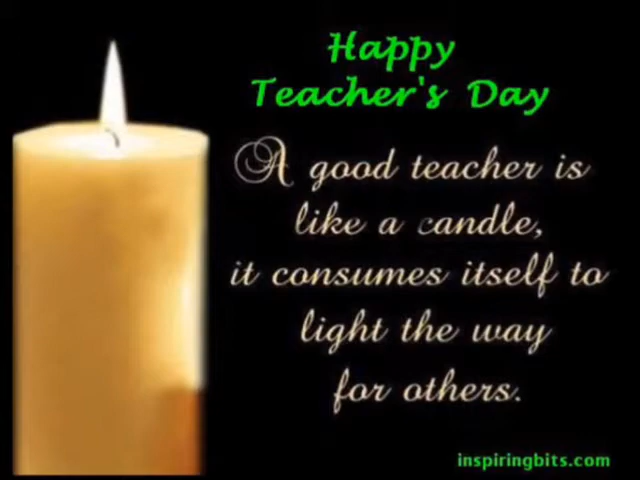 Happy
Teacher's Day
A good teacher is
like a candle,
it consumes itself to
light the way
for others.
inspiringbits.com